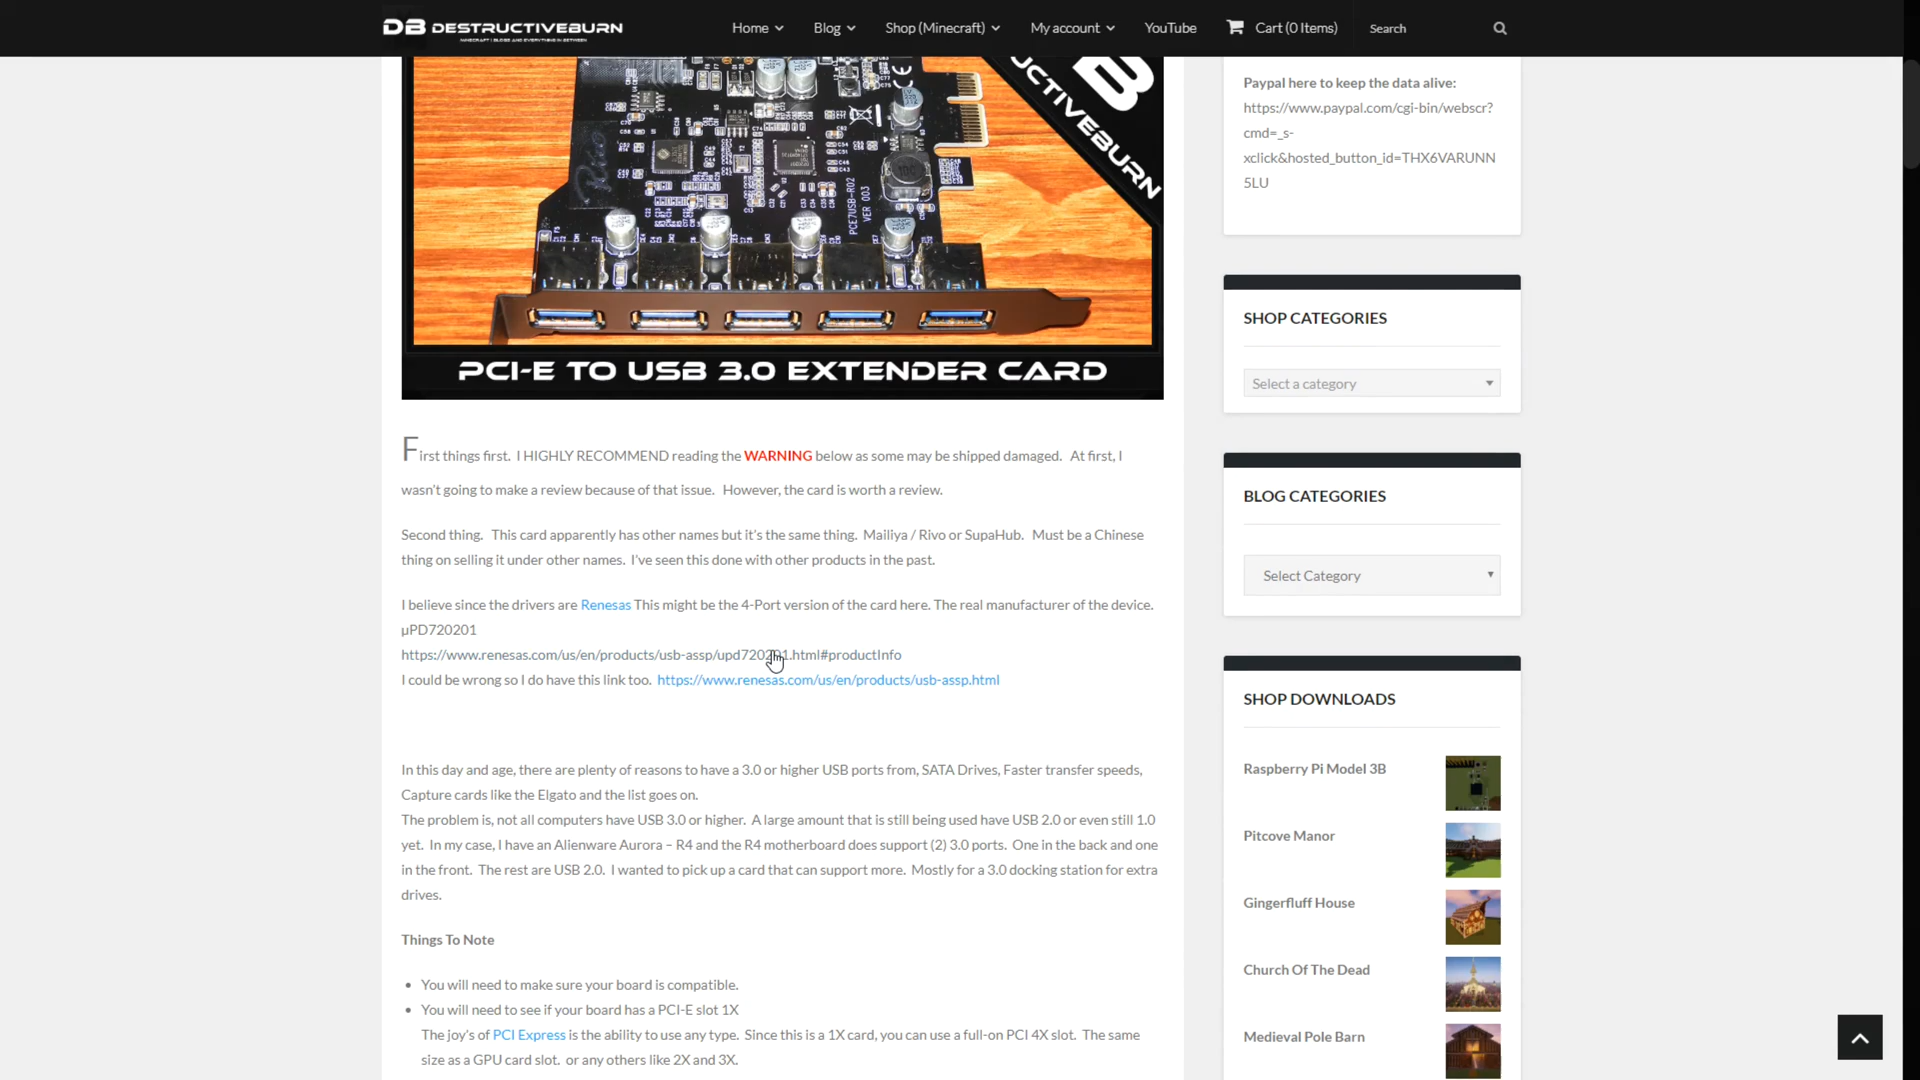 DB DESTRUCTIVEBURN
Home
Blog
Shop (Minecraft)
My account
YouTube
Cart (0 Items)
Search
B
UCTIVEBURN
PCE7USB-R02
VER 003
PCI-E TO USB 3.0 EXTENDER CARD
First things first. I HIGHLY RECOMMEND reading the WARNING below as some may be shipped damaged. At first, I
wasn't going to make a review because of that issue. However, the card is worth a review.
Second thing. This card apparently has other names but it's the same thing. Mailiya / Rivo or SupaHub. Must be a Chinese
thing on selling it under other names. I've seen this done with other products in the past.
I believe since the drivers are Renesas This might be the 4-Port version of the card here. The real manufacturer of the device.
µPD720201
https://www.renesas.com/us/en/products/usb-assp/upd720201.html#productInfo
I could be wrong so I do have this link too. https://www.renesas.com/us/en/products/usb-assp.html
In this day and age, there are plenty of reasons to have a 3.0 or higher USB ports from, SATA Drives, Faster transfer speeds,
Capture cards like the Elgato and the list goes on.
The problem is, not all computers have USB 3.0 or higher. A large amount that is still being used have USB 2.0 or even still 1.0
yet. In my case, I have an Alienware Aurora – R4 and the R4 motherboard does support (2) 3.0 ports. One in the back and one
in the front. The rest are USB 2.0. I wanted to pick up a card that can support more. Mostly for a 3.0 docking station for extra
drives.
Things To Note
• You will need to make sure your board is compatible.
• You will need to see if your board has a PCI-E slot 1X
The joy's of PCI Express is the ability to use any type. Since this is a 1X card, you can use a full-on PCI 4X slot. The same
size as a GPU card slot. or any others like 2X and 3X.
Paypal here to keep the data alive:
https://www.paypal.com/cgi-bin/webscr?
cmd=_s-
xclick&hosted_button_id=THX6VARUNN
5LU
SHOP CATEGORIES
Select a category
BLOG CATEGORIES
Select Category
SHOP DOWNLOADS
Raspberry Pi Model 3B
Pitcove Manor
Gingerfluff House
Church Of The Dead
Medieval Pole Barn